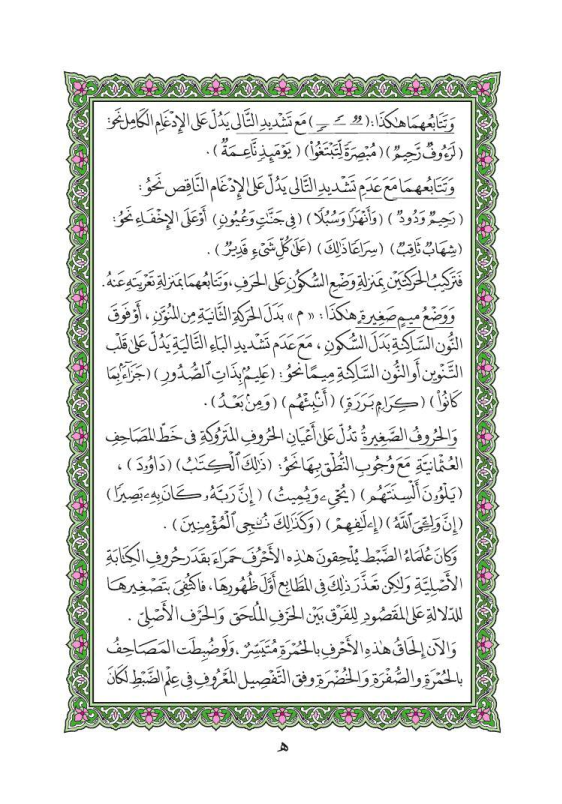 وَتَتَابُعُهُمَا هٰكَذَا: ( ـٌـ ـًـ ـٍـ ) مَعَ تَشْدِيدِ التَّالِي يَدُلُّ عَلَى الإِدْغَامِ الكَامِلِ نَحْوُ:
(لَرَءُوفٌ رَّحِيمٌ) (مُبْصِرَةً لِّتَبْتَغُواْ) (يَوْمَئِذٍ نَّاعِمَةٌ) .
وَتَتَابُعُهُمَا مَعَ عَدَمِ تَشْدِيدِ التَّالِي يَدُلُّ عَلَى الإِدْغَامِ النَّاقِصِ نَحْوُ:
(رَحِيمٌ وَدُودٌ) (وَأَنْهَٰرًا وَسُبُلًا) (فِي جَنَّٰتٍ وَعُيُونٍ) أَوْ عَلَى الإِخْفَاءِ نَحْوُ:
(شِهَابٌ ثَاقِبٌ) (سِرَاعًا ذَٰلِكَ) (عَلَىٰ كُلِّ شَىْءٍ قَدِيرٌ) .
فَتَرْكِيبُ الحَرَكَتَيْنِ بِمَنْزِلَةِ وَضْعِ السُّكُونِ عَلَى الحَرْفِ، وَتَتَابُعُهُمَا بِمَنْزِلَةِ تَعْرِيَتِهِ عَنْهُ.
وَوَضْعُ مِيمٍ صَغِيرَةٍ هٰكَذَا: « م » بَدَلَ الحَرَكَةِ الثَّانِيَةِ مِنَ المُنَوَّنِ ، أَوْ فَوْقَ
النُّونِ السَّاكِنَةِ بَدَلَ السُّكُونِ ، مَعَ عَدَمِ تَشْدِيدِ البَاءِ التَّالِيَةِ يَدُلُّ عَلَى قَلْبِ
التَّنْوِينِ أَوِ النُّونِ السَّاكِنَةِ مِيمًا نَحْوُ: (عَلِيمُۢ بِذَاتِ ٱلصُّدُورِ) (جَزَآءَۢ بِمَا
كَانُواْ) (كِرَامِۭ بَرَرَةٍ) (أَنۢبِئْهُم) (وَمِنۢ بَعْدُ) .
وَالحُرُوفُ الصَّغِيرَةُ تَدُلُّ عَلَى أَعْيَانِ الحُرُوفِ المَتْرُوكَةِ فِي خَطِّ المَصَاحِفِ
العُثْمَانِيَّةِ مَعَ وُجُوبِ النُّطْقِ بِهَا نَحْوُ: (ذَٰلِكَ ٱلْكِتَٰبُ) (دَاوُۥدَ) ،
(يَلْوُۥنَ أَلْسِنَتَهُم) (يُحْىِۦ وَيُمِيتُ) (إِنَّ رَبَّهُۥ كَانَ بِهِۦ بَصِيرًا)
(إِنَّ وَلِـِّۧىَ ٱللَّهُ) (إِۦلَٰفِهِمْ) (وَكَذَٰلِكَ نُـۨجِى ٱلْمُؤْمِنِينَ) .
وَكَانَ عُلَمَاءُ الضَّبْطِ يُلْحِقُونَ هٰذِهِ الأَحْرُفَ حَمْرَاءَ بِقَدْرِ حُرُوفِ الكِتَابَةِ
الأَصْلِيَّةِ وَلٰكِنْ تَعَذَّرَ ذٰلِكَ فِي المَطَابِعِ أَوَّلَ ظُهُورِهَا، فَاكْتُفِيَ بِتَصْغِيرِهَا
لِلدِّلَالَةِ عَلَى المَقْصُودِ لِلْفَرْقِ بَيْنَ الحَرْفِ المُلْحَقِ وَالحَرْفِ الأَصْلِيِّ .
وَالآنَ إِلْحَاقُ هٰذِهِ الأَحْرُفِ بِالحُمْرَةِ مُتَيَسِّرٌ. وَلَوْ ضُبِطَتِ المَصَاحِفُ
بِالحُمْرَةِ وَالصُّفْرَةِ وَالخُضْرَةِ وَفْقَ التَّفْصِيلِ المَعْرُوفِ فِي عِلْمِ الضَّبْطِ لَكَانَ
هـ